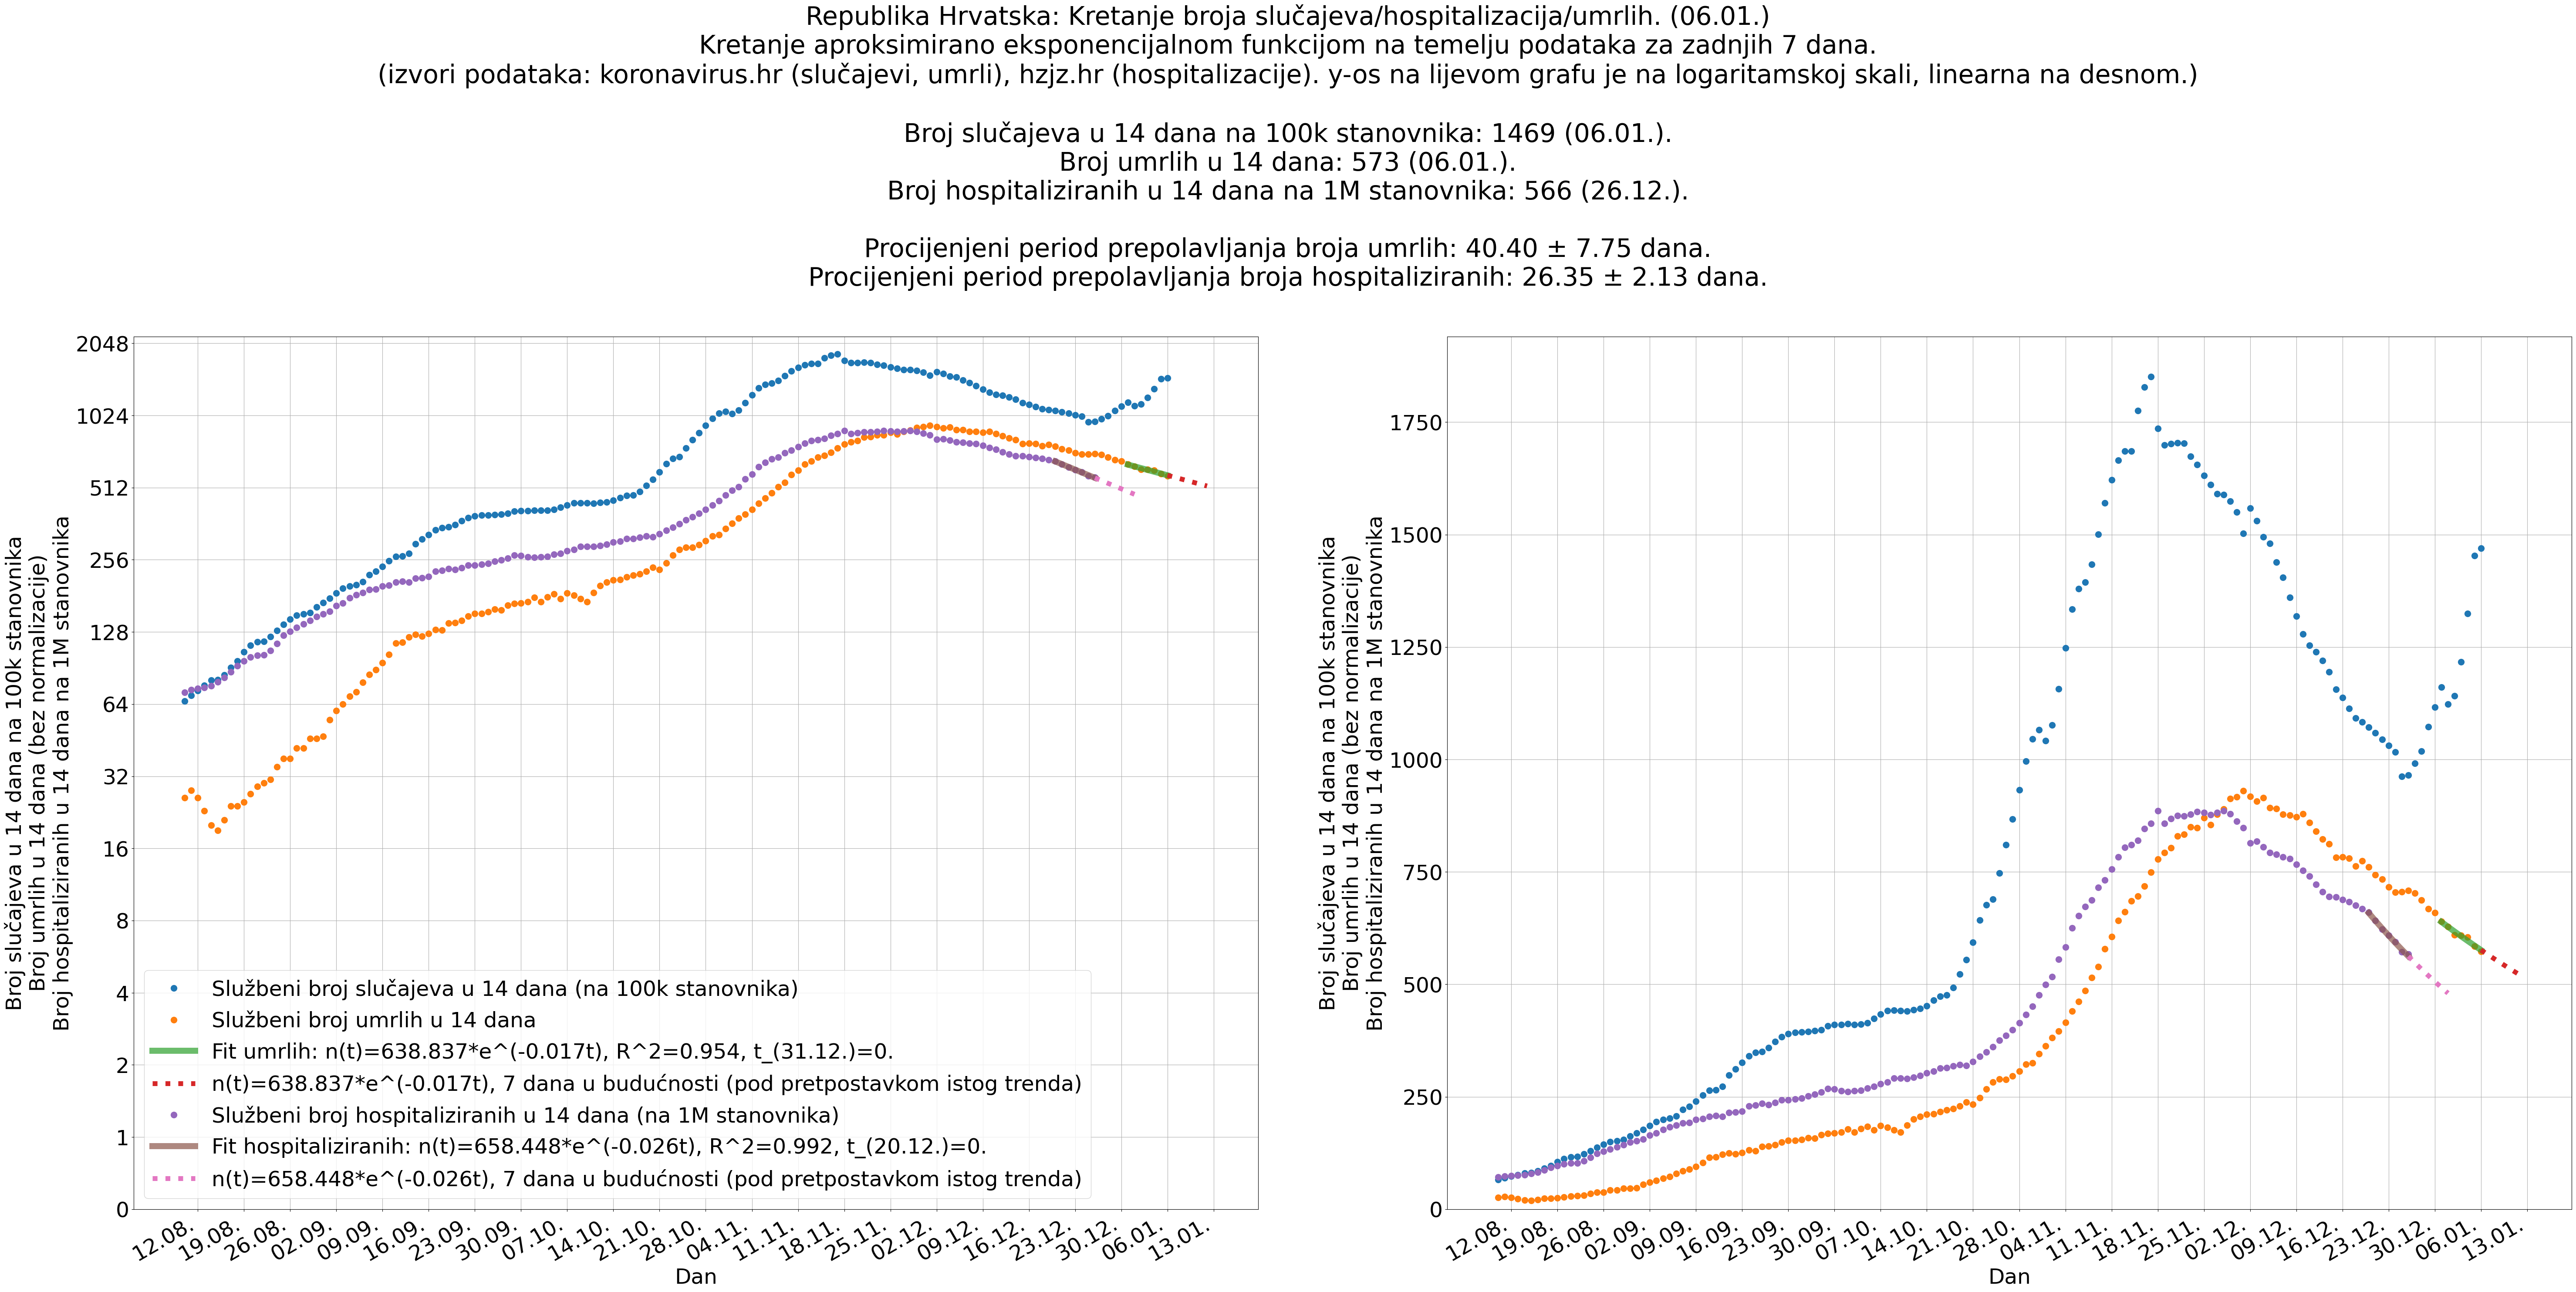 Republika Hrvatska: Kretanje broja slučajeva/hospitalizacija/umrlih. (06.01.)
Kretanje aproksimirano eksponencijalnom funkcijom na temelju podataka za zadnjih 7 dana.
(izvori podataka: koronavirus.hr (slučajevi, umrli), hzjz.hr (hospitalizacije). y-os na lijevom grafu je na logaritamskoj skali, linearna na desnom.)
Broj slučajeva u 14 dana na 100k stanovnika: 1469 (06.01.).
Broj umrlih u 14 dana: 573 (06.01.).
Broj hospitaliziranih u 14 dana na 1M stanovnika: 566 (26.12.).
Procijenjeni period prepolavljanja broja umrlih: 40.40 ± 7.75 dana.
Procijenjeni period prepolavljanja broja hospitaliziranih: 26.35 ± 2.13 dana.
Broj slučajeva u 14 dana na 100k stanovnika
Broj umrlih u 14 dana (bez normalizacije)
Broj hospitaliziranih u 14 dana na 1M stanovnika
2048
1024
512
256
128
64
32
16
8
4
2
1
0
Službeni broj slučajeva u 14 dana (na 100k stanovnika)
Službeni broj umrlih u 14 dana
Fit umrlih: n(t)=638.837*e^(-0.017t), R^2=0.954, t_(31.12.)=0.
n(t)=638.837*e^(-0.017t), 7 dana u budućnosti (pod pretpostavkom istog trenda)
Službeni broj hospitaliziranih u 14 dana (na 1M stanovnika)
Fit hospitaliziranih: n(t)=658.448*e^(-0.026t), R^2=0.992, t_(20.12.)=0.
n(t)=658.448*e^(-0.026t), 7 dana u budućnosti (pod pretpostavkom istog trenda)
12.08. 19.08. 26.08. 02.09. 09.09. 16.09. 23.09. 30.09. 07.10. 14.10. 21.10. 28.10. 04.11. 11.11. 18.11. 25.11. 02.12. 09.12. 16.12. 23.12. 30.12. 06.01. 13.01.
Dan
Broj slučajeva u 14 dana na 100k stanovnika
Broj umrlih u 14 dana (bez normalizacije)
Broj hospitaliziranih u 14 dana na 1M stanovnika
1750
1500
1250
1000
750
500
250
0
12.08. 19.08. 26.08. 02.09. 09.09. 16.09. 23.09. 30.09. 07.10. 14.10. 21.10. 28.10. 04.11. 11.11. 18.11. 25.11. 02.12. 09.12. 16.12. 23.12. 30.12. 06.01. 13.01.
Dan